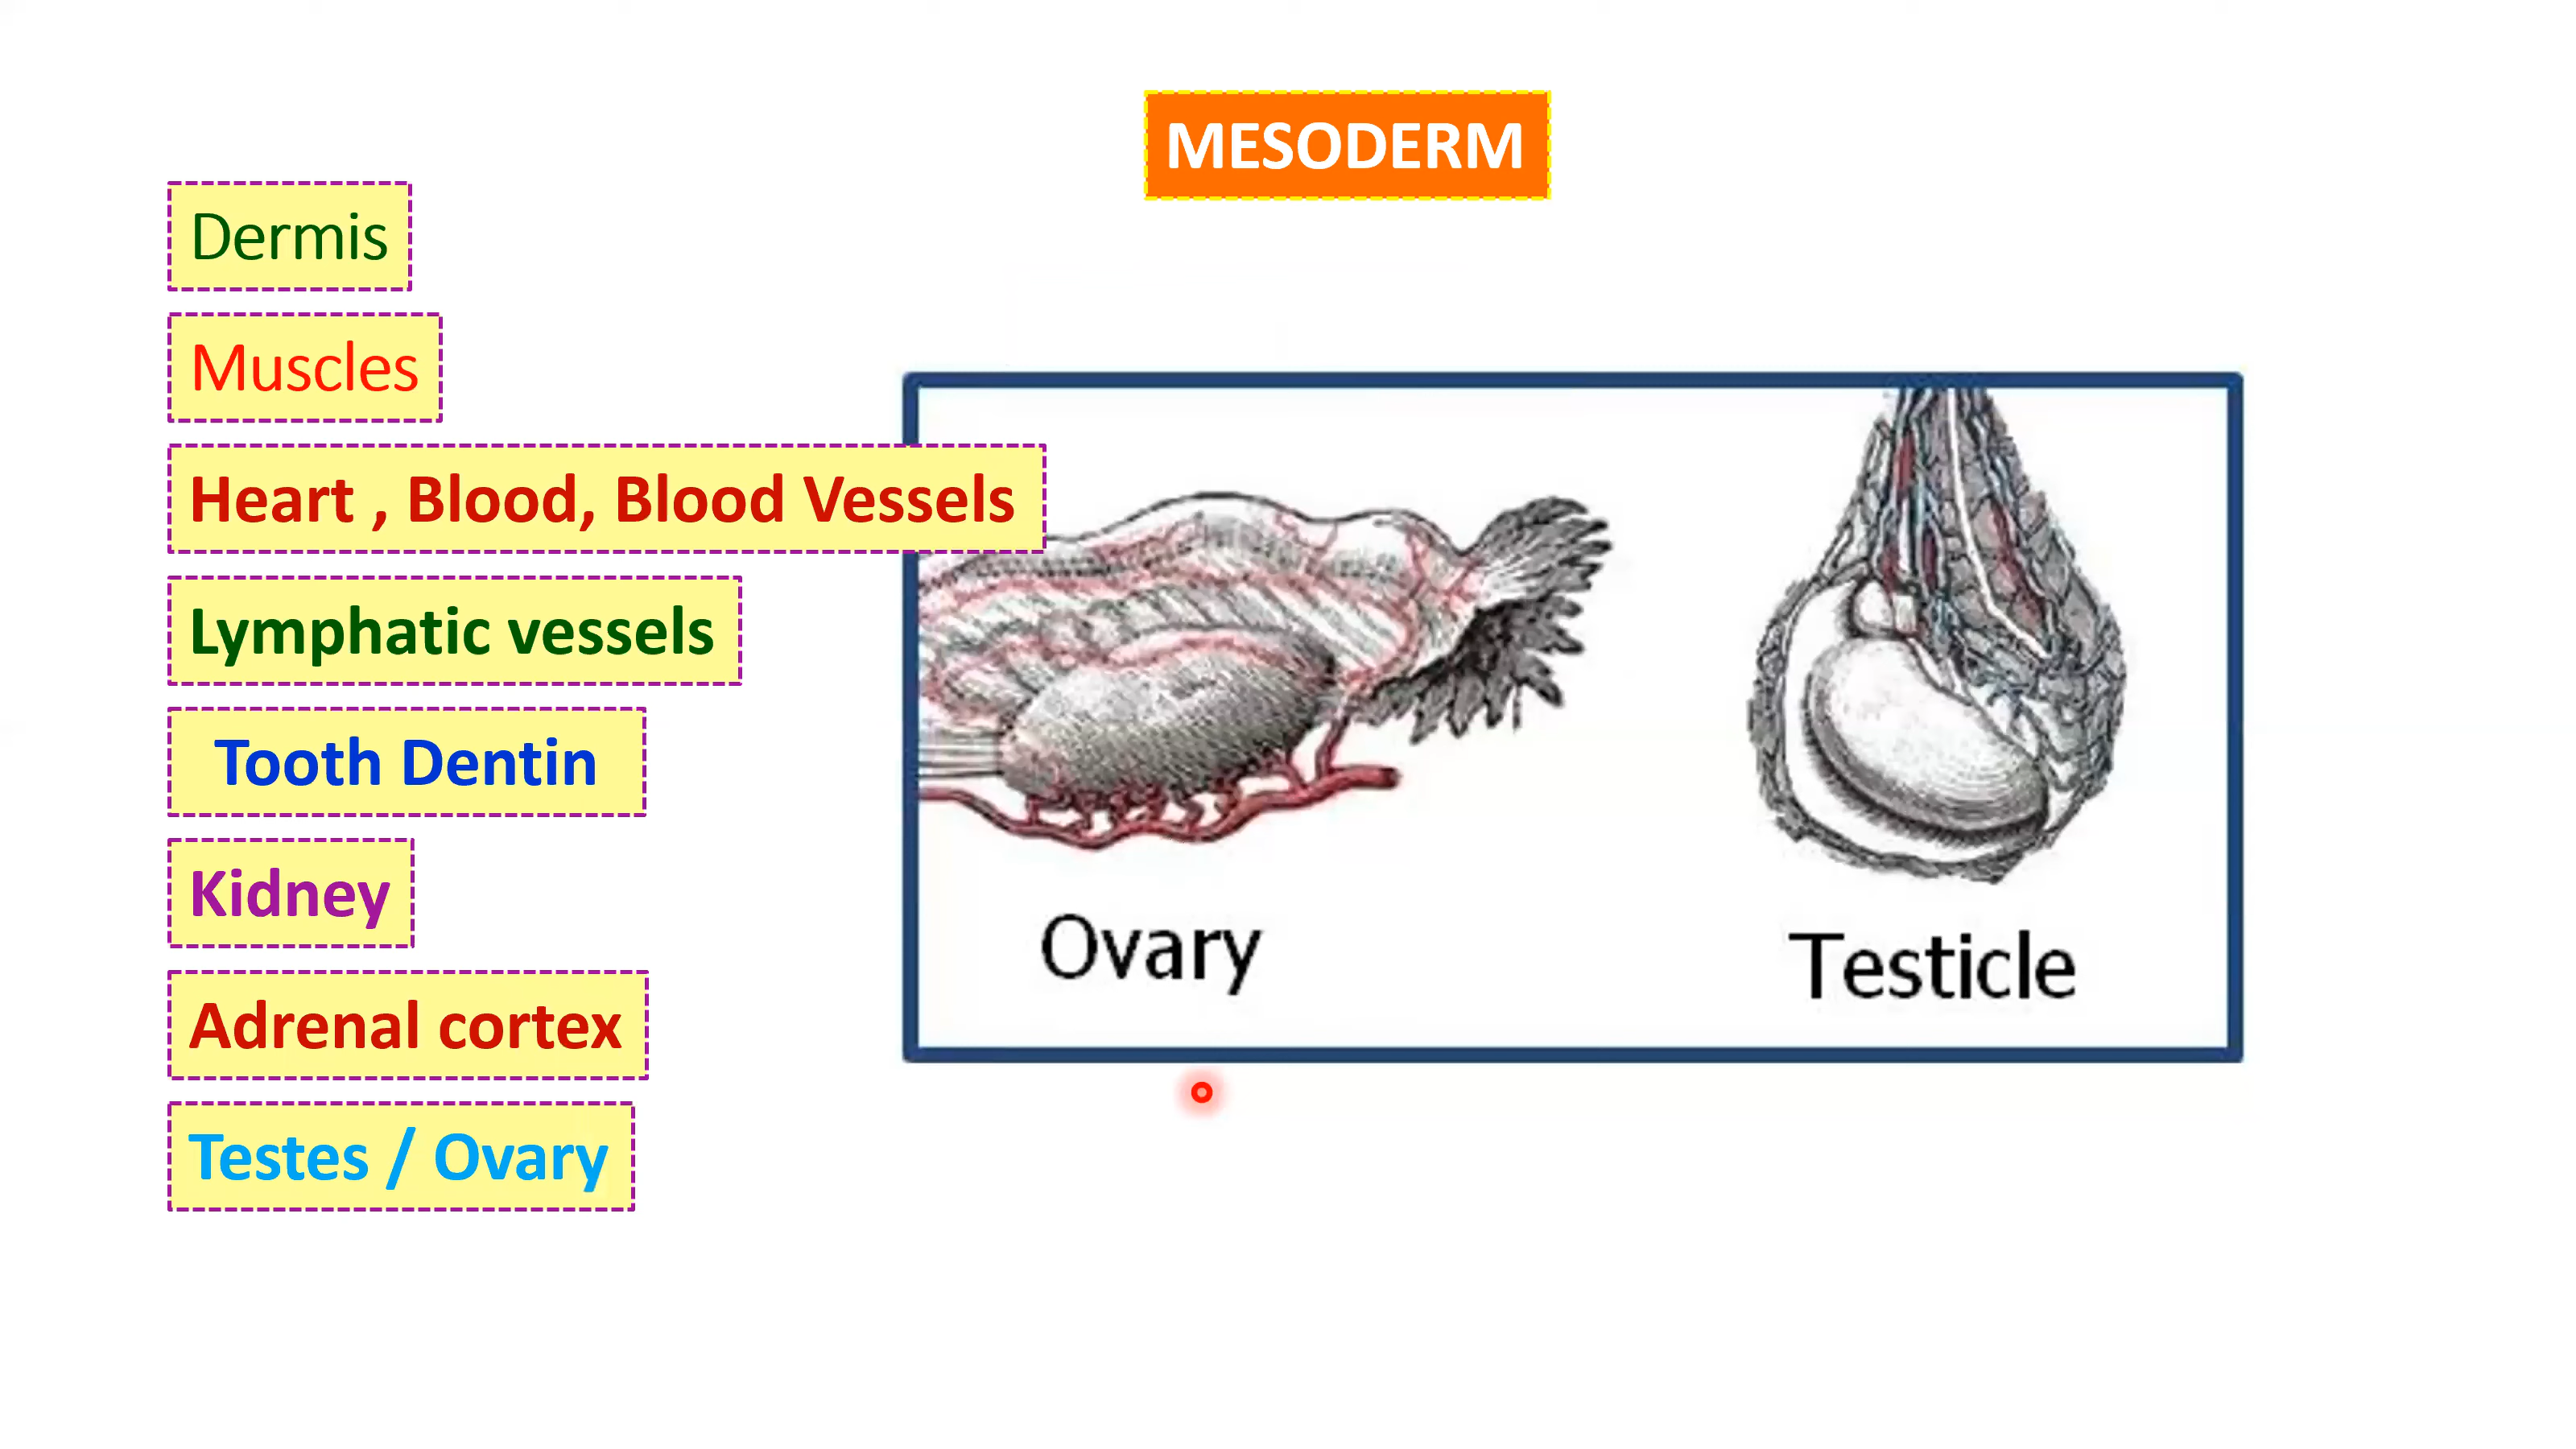 MESODERM
Dermis
Muscles
Heart , Blood, Blood Vessels
Lymphatic vessels
Tooth Dentin
Kidney
Adrenal cortex
Testes / Ovary
Ovary
Testicle